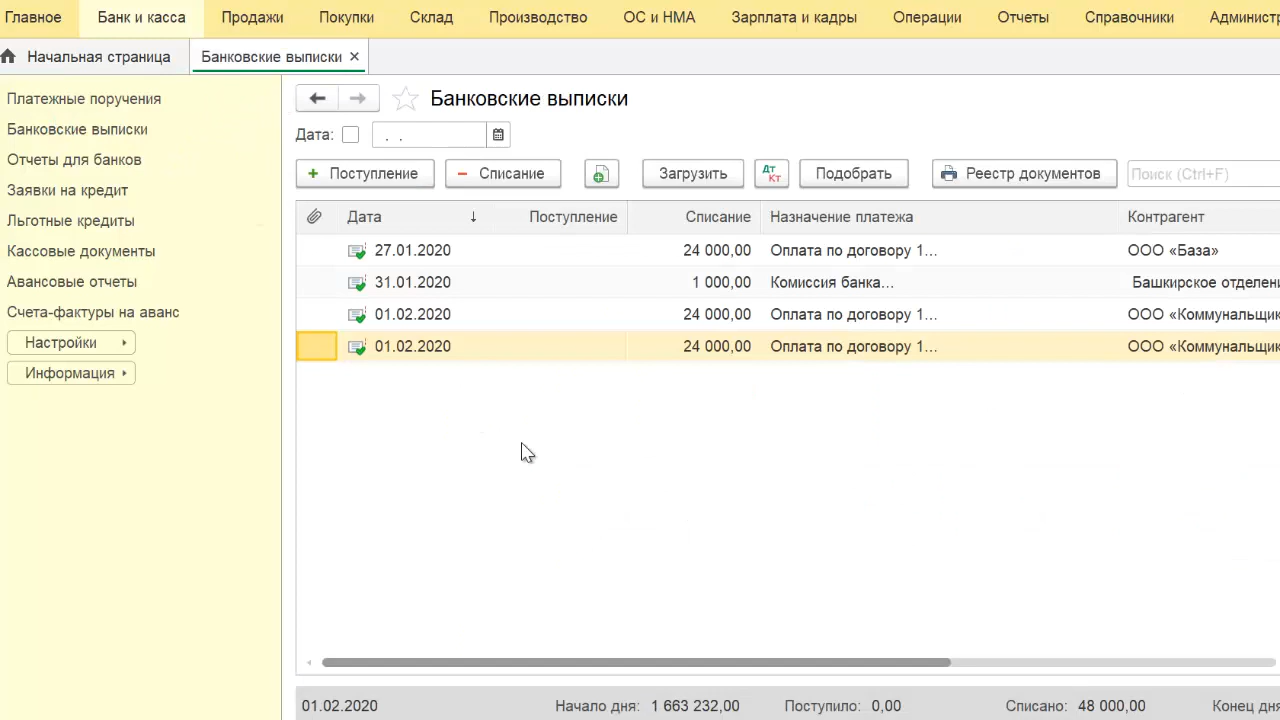 Главное Банк и касса Продажи Покупки Склад Производство ОС и НМА Зарплата и кадры Операции Отчеты Справочники Админист
Начальная страница Банковские выписки ×
Платежные поручения
Банковские выписки
Отчеты для банков
Заявки на кредит
Льготные кредиты
Кассовые документы
Авансовые отчеты
Счета-фактуры на аванс
Настройки
Информация
Банковские выписки
Дата: . .
+ Поступление − Списание Загрузить Дт Кт Подобрать Реестр документов Поиск (Ctrl+F)
Дата ↓ Поступление Списание Назначение платежа Контрагент
27.01.2020 24 000,00 Оплата по договору 1... ООО «База»
31.01.2020 1 000,00 Комиссия банка... Башкирское отделени
01.02.2020 24 000,00 Оплата по договору 1... ООО «Коммунальщик
01.02.2020 24 000,00 Оплата по договору 1... ООО «Коммунальщик
01.02.2020 Начало дня: 1 663 232,00 Поступило: 0,00 Списано: 48 000,00 Конец дня